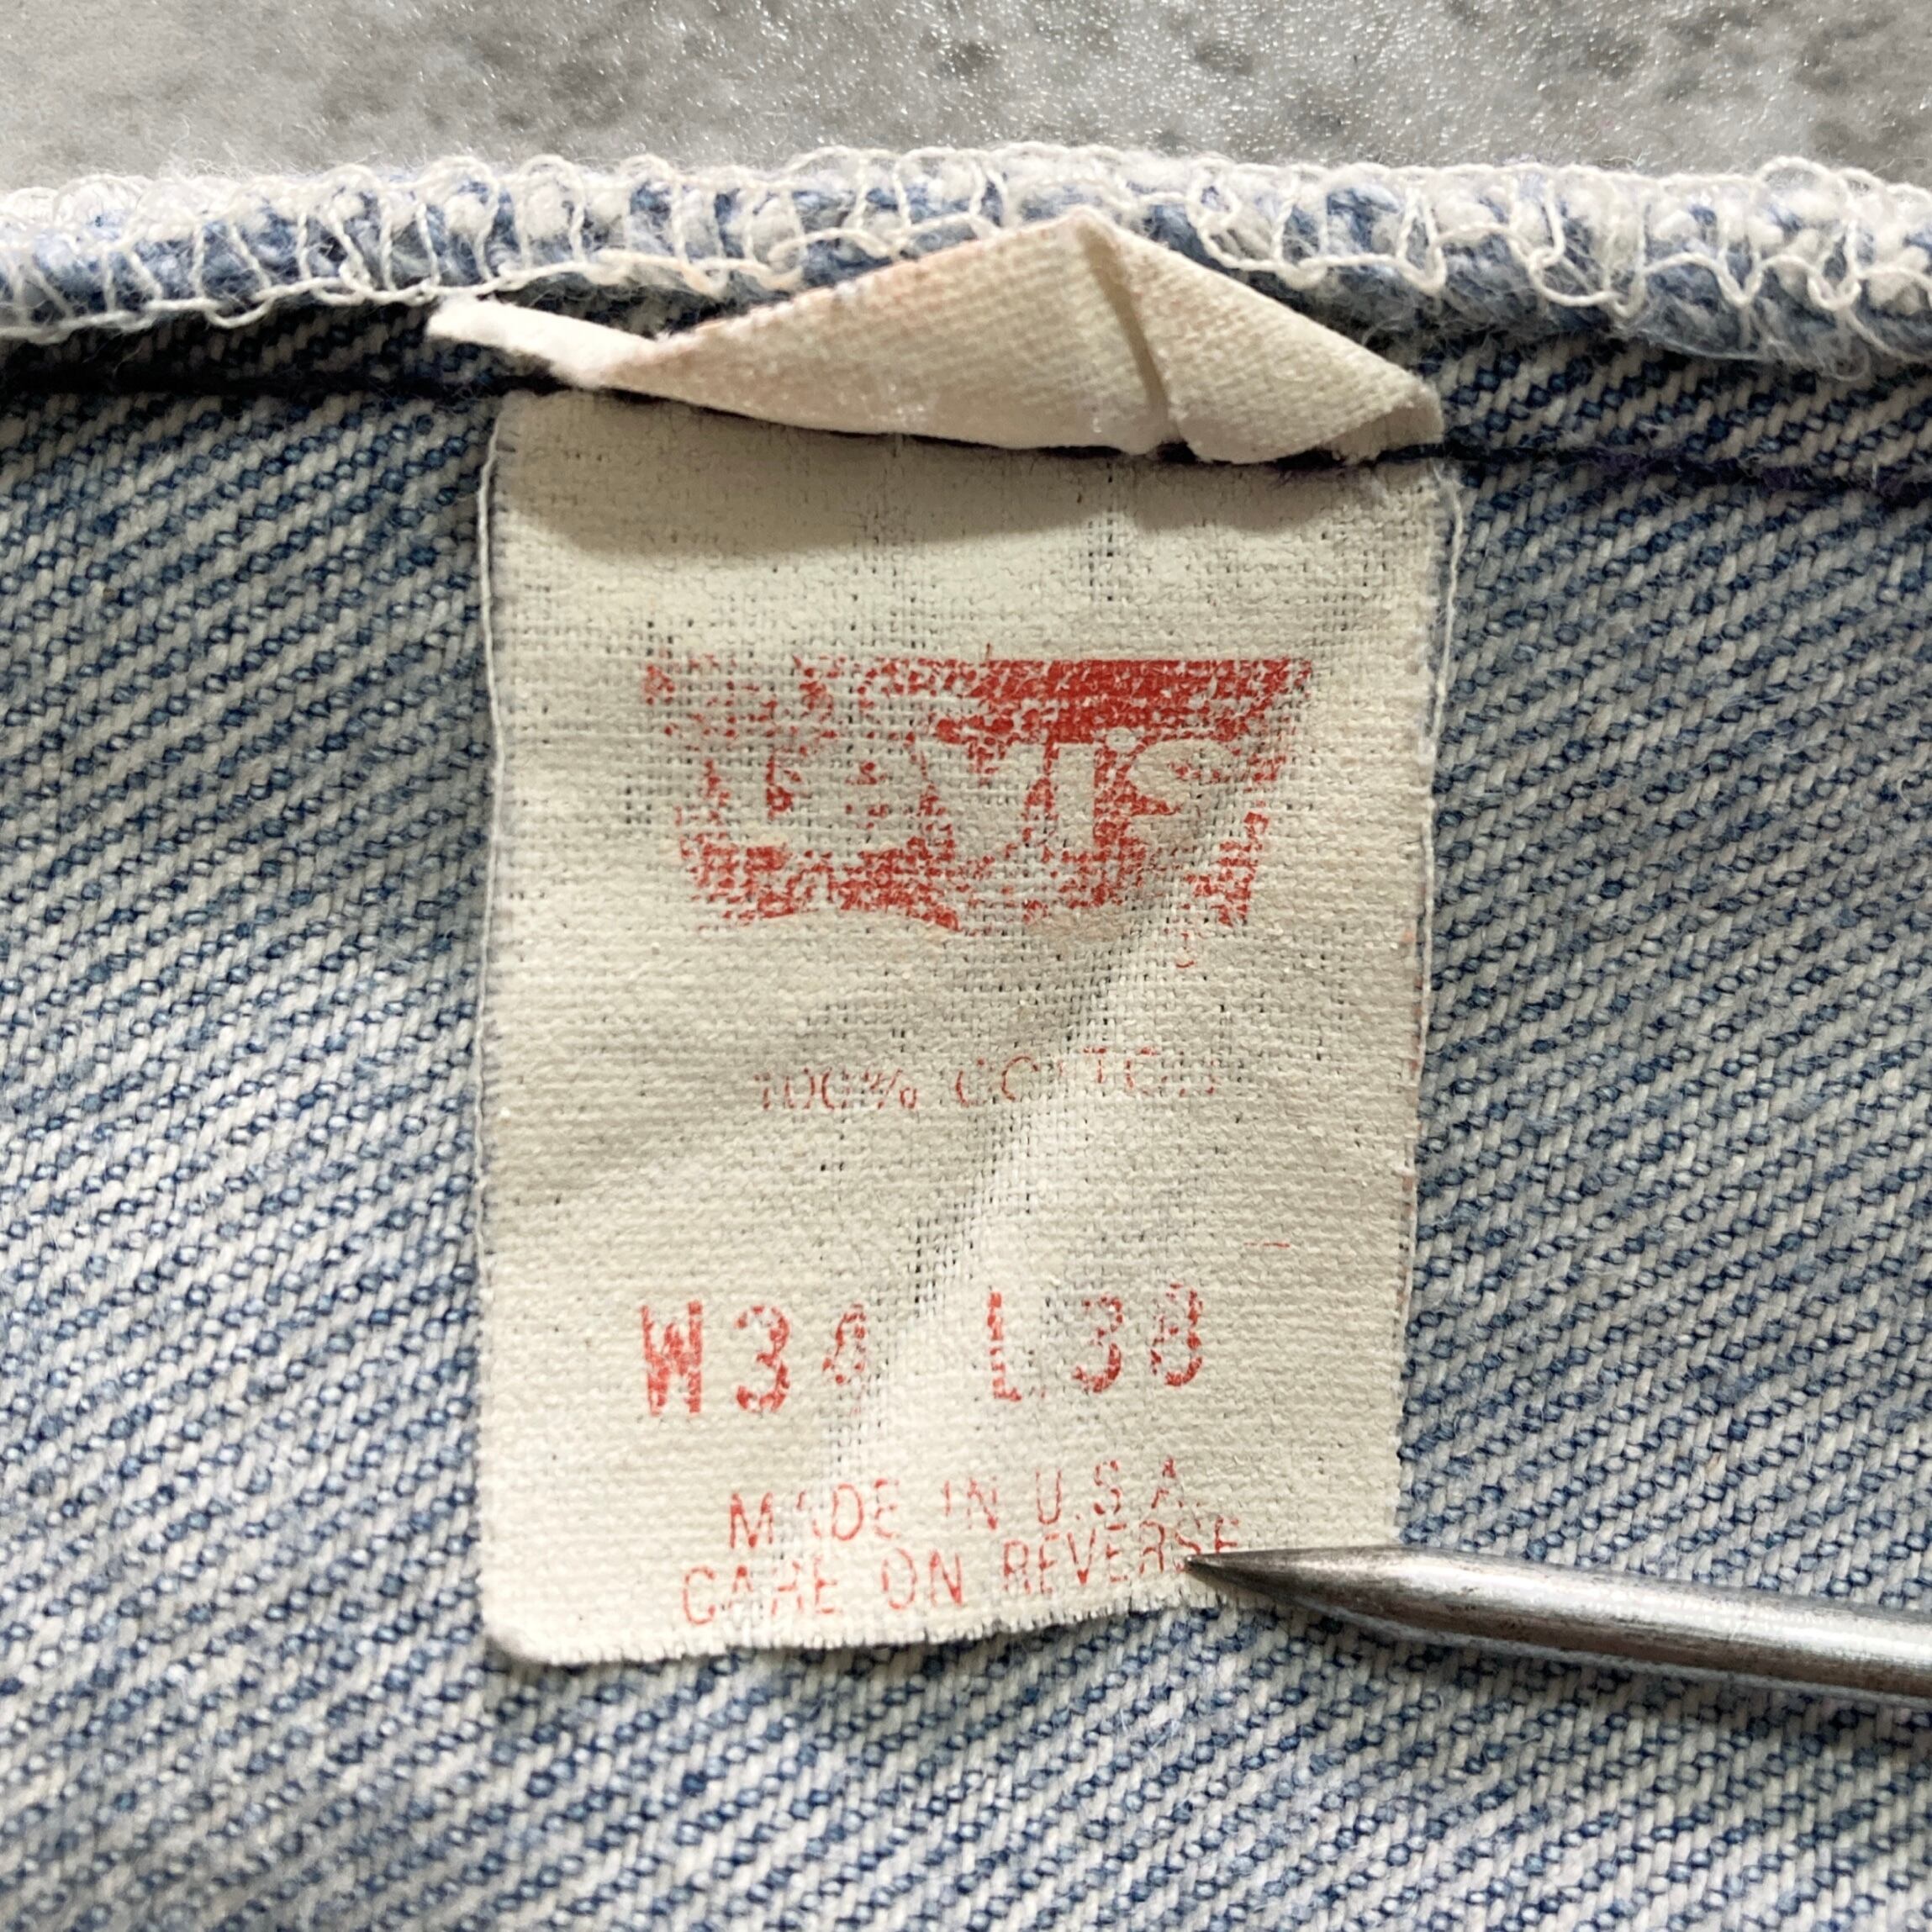 LEVI'S
100% COTTON
W34 L38
MADE IN U.S.A.
CARE ON REVERSE